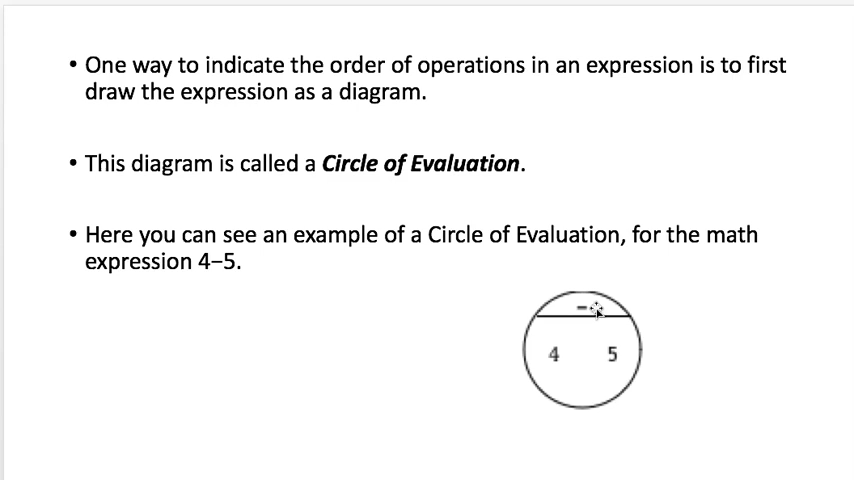 • One way to indicate the order of operations in an expression is to first
draw the expression as a diagram.
• This diagram is called a Circle of Evaluation.
• Here you can see an example of a Circle of Evaluation, for the math
expression 4−5.
-
4 5